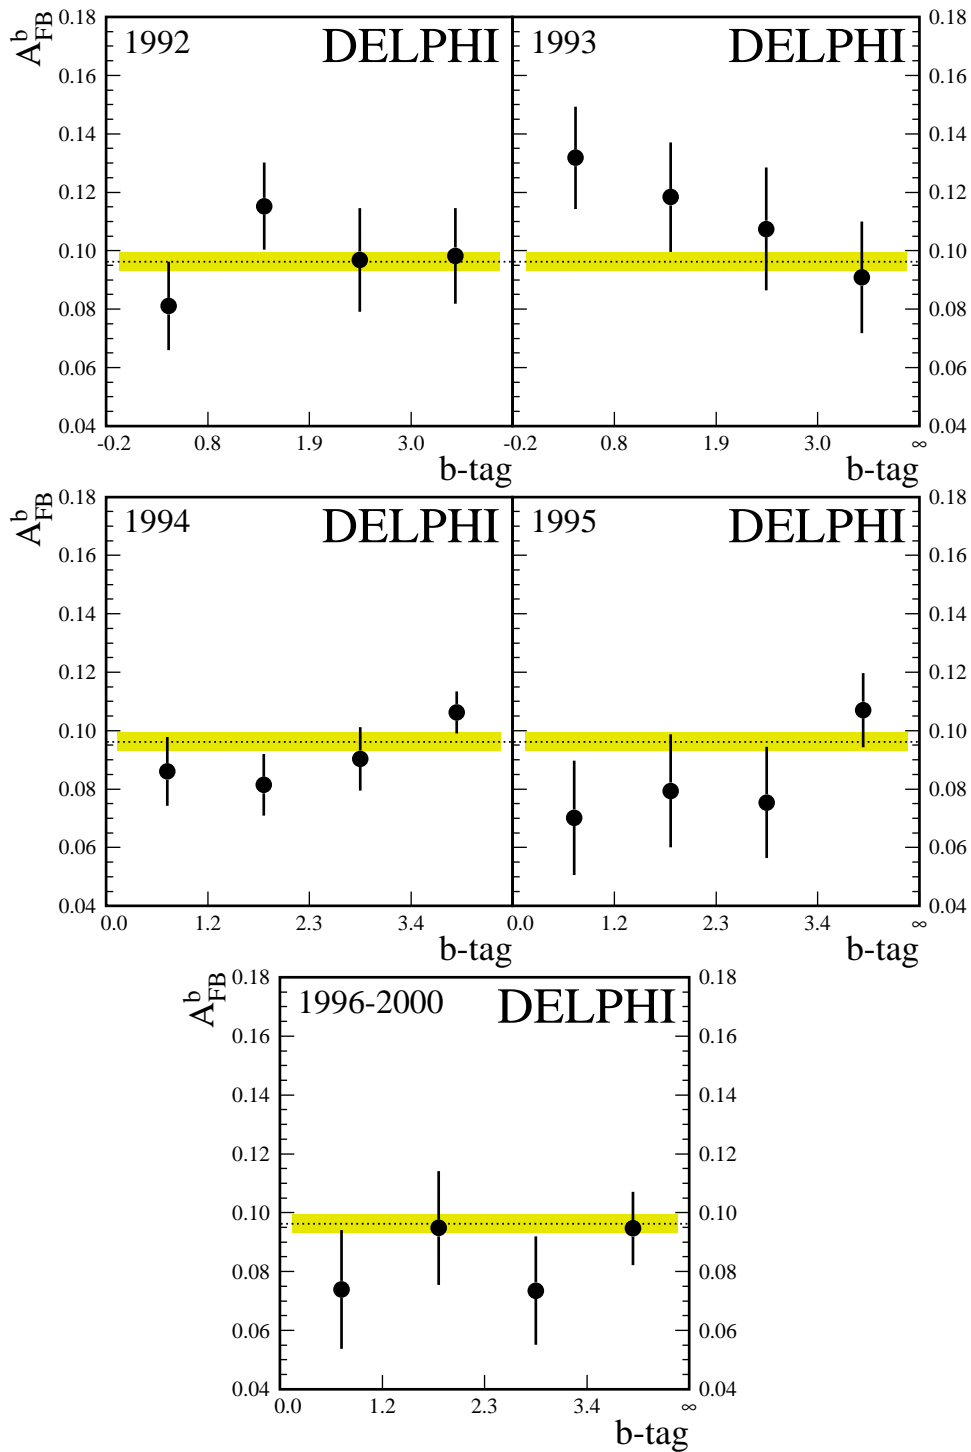 A^b_FB
0.18 1992 DELPHI 1993 DELPHI 0.18
0.16 0.16
0.14 0.14
0.12 0.12
0.10 0.10
0.08 0.08
0.06 0.06
0.04 0.04
-0.2 0.8 1.9 3.0 -0.2 0.8 1.9 3.0 ∞
b-tag b-tag
A^b_FB
0.18 1994 DELPHI 1995 DELPHI 0.18
0.16 0.16
0.14 0.14
0.12 0.12
0.10 0.10
0.08 0.08
0.06 0.06
0.04 0.04
0.0 1.2 2.3 3.4 0.0 1.2 2.3 3.4 ∞
b-tag b-tag
A^b_FB
0.18 1996-2000 DELPHI 0.18
0.16 0.16
0.14 0.14
0.12 0.12
0.10 0.10
0.08 0.08
0.06 0.06
0.04 0.04
0.0 1.2 2.3 3.4 ∞
b-tag